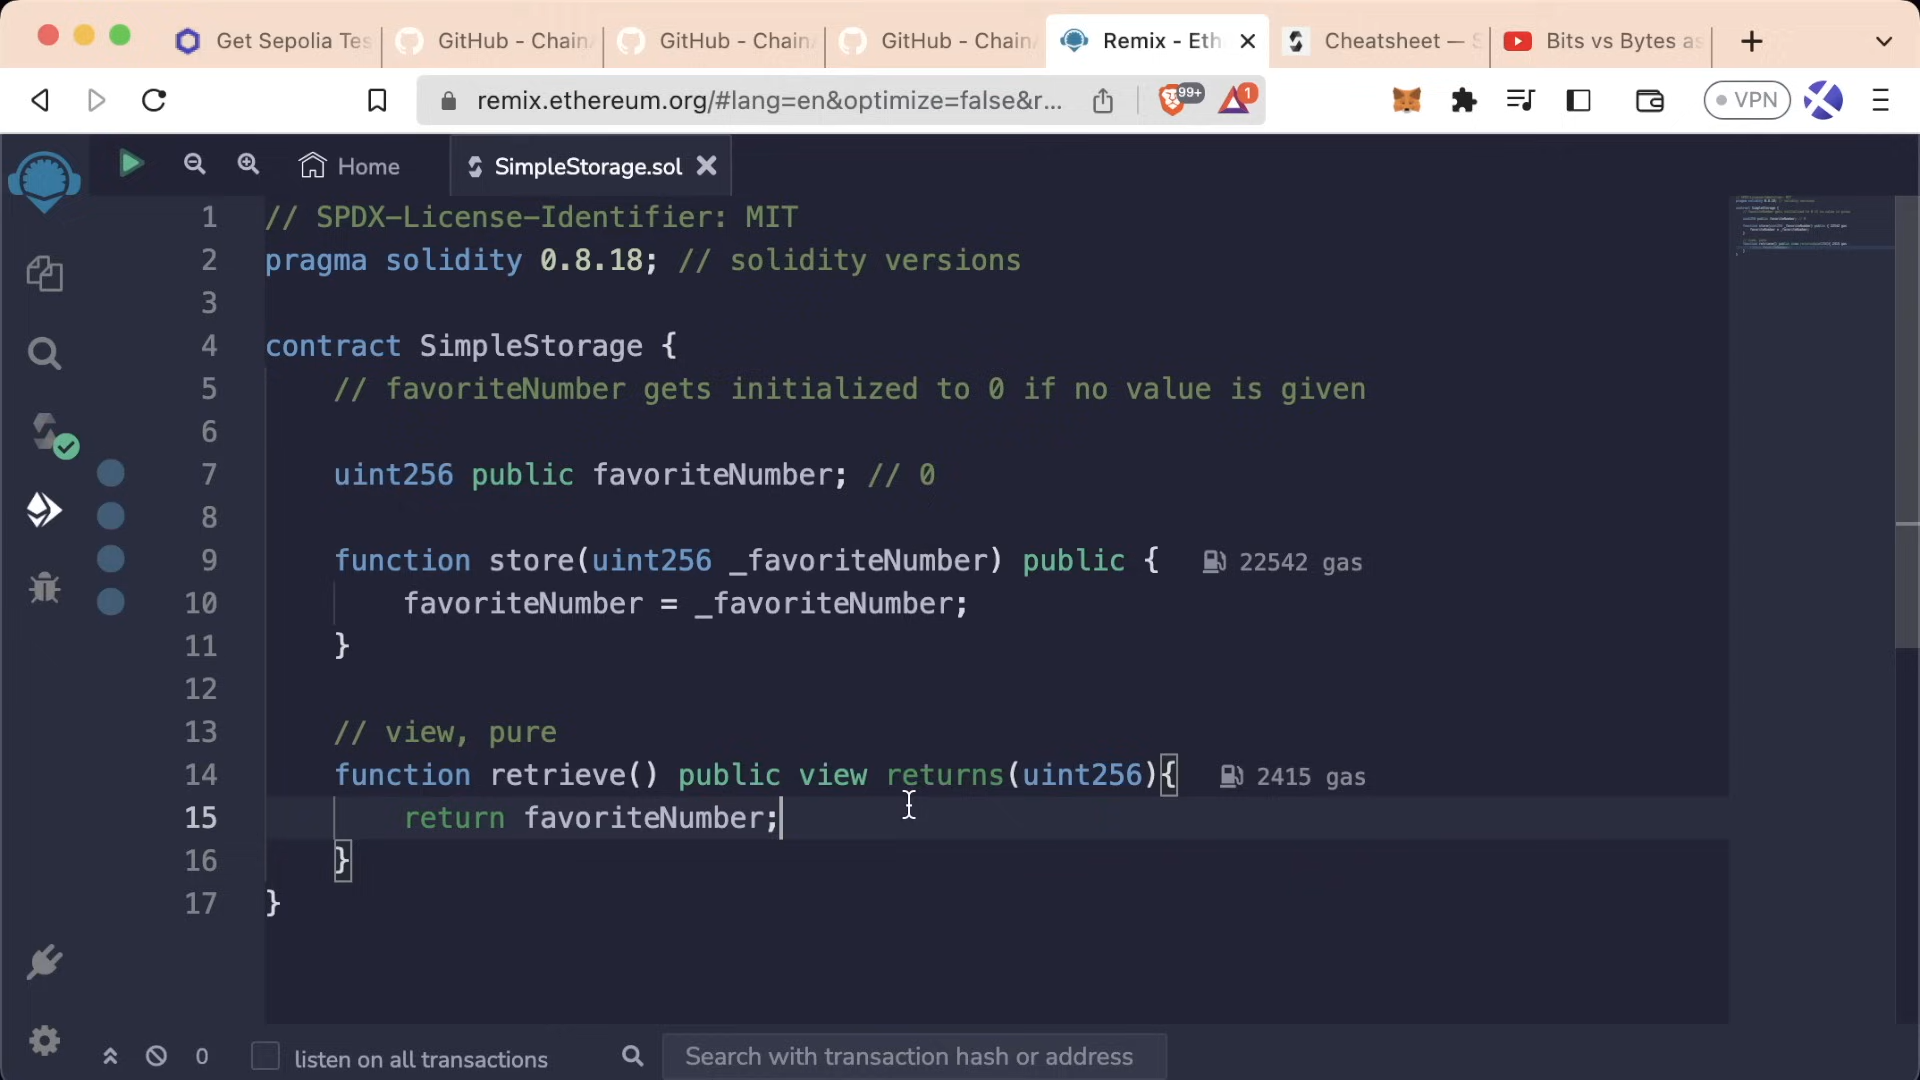 Get Sepolia Tes
GitHub - Chain
GitHub - Chain
GitHub - Chain
Remix - Eth
Cheatsheet —
Bits vs Bytes as
remix.ethereum.org/#lang=en&optimize=false&r...
99+
1
VPN
Home
SimpleStorage.sol
1 // SPDX-License-Identifier: MIT
2 pragma solidity 0.8.18; // solidity versions
3
4 contract SimpleStorage {
5 // favoriteNumber gets initialized to 0 if no value is given
6
7 uint256 public favoriteNumber; // 0
8
9 function store(uint256 _favoriteNumber) public { 22542 gas
10 favoriteNumber = _favoriteNumber;
11 }
12
13 // view, pure
14 function retrieve() public view returns(uint256){ 2415 gas
15 return favoriteNumber;
16 }
17 }
0 listen on all transactions Search with transaction hash or address